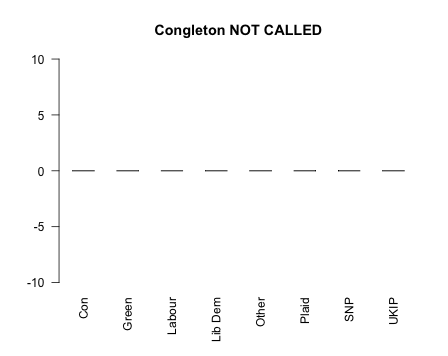 Congleton NOT CALLED
10
5
0
-5
-10
Con
Green
Labour
Lib Dem
Other
Plaid
SNP
UKIP